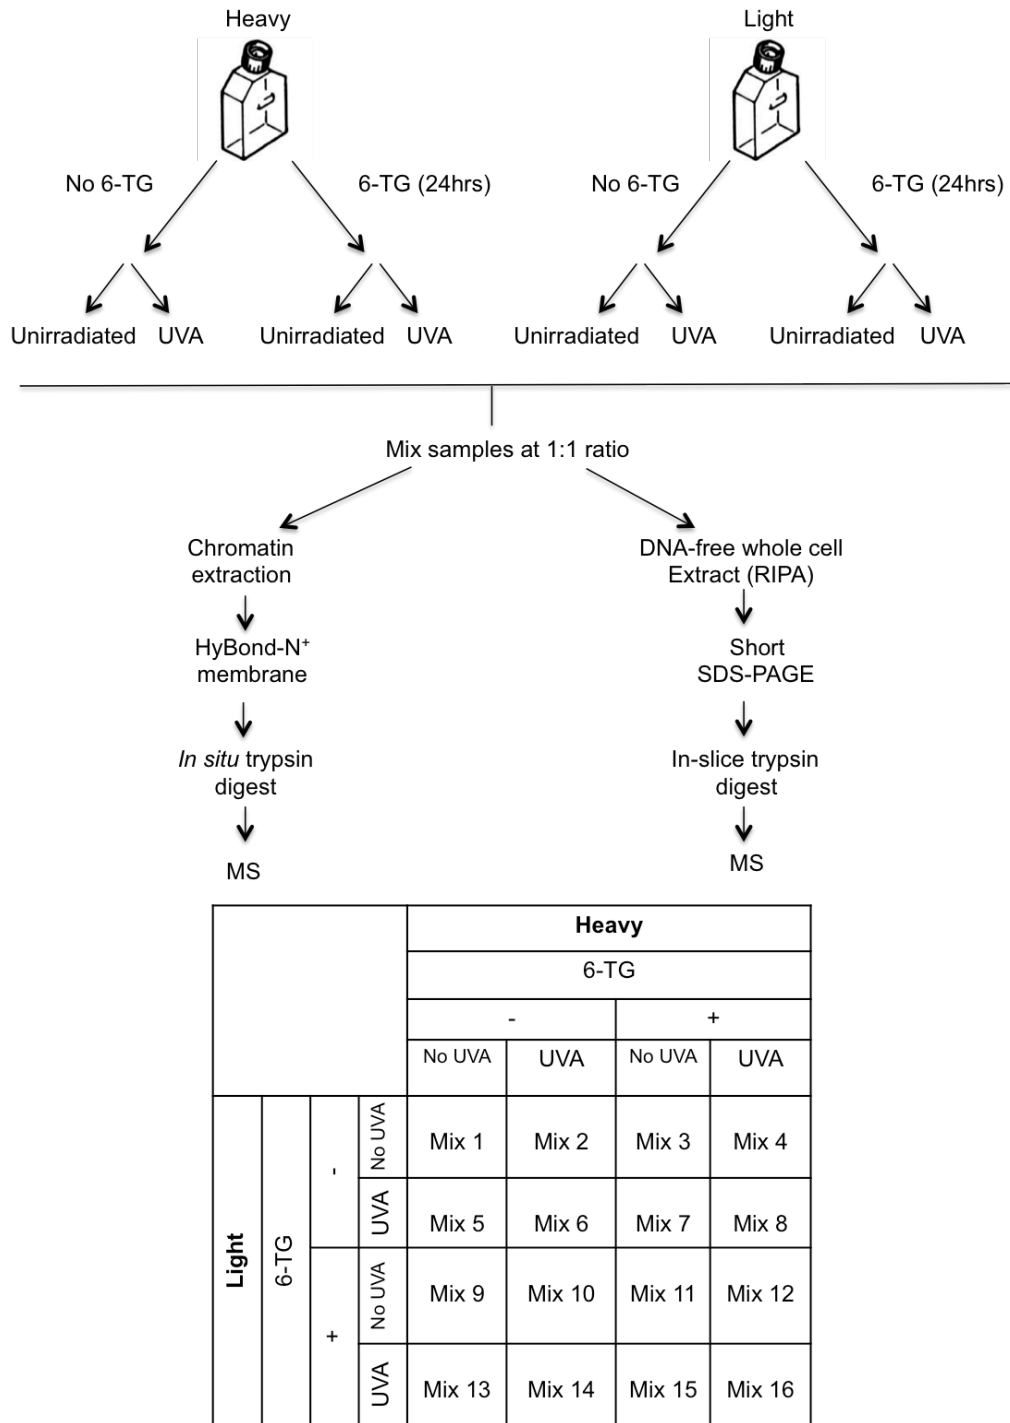 Heavy Light
No 6-TG 6-TG (24hrs) No 6-TG 6-TG (24hrs)
Unirradiated UVA Unirradiated UVA Unirradiated UVA Unirradiated UVA
Mix samples at 1:1 ratio
Chromatin
extraction
HyBond-N⁺
membrane
In situ trypsin
digest
MS
DNA-free whole cell
Extract (RIPA)
Short
SDS-PAGE
In-slice trypsin
digest
MS
Heavy
6-TG
- +
No UVA UVA No UVA UVA
Light
6-TG
-
No UVA
Mix 1 Mix 2 Mix 3 Mix 4
UVA
Mix 5 Mix 6 Mix 7 Mix 8
+
No UVA
Mix 9 Mix 10 Mix 11 Mix 12
UVA
Mix 13 Mix 14 Mix 15 Mix 16